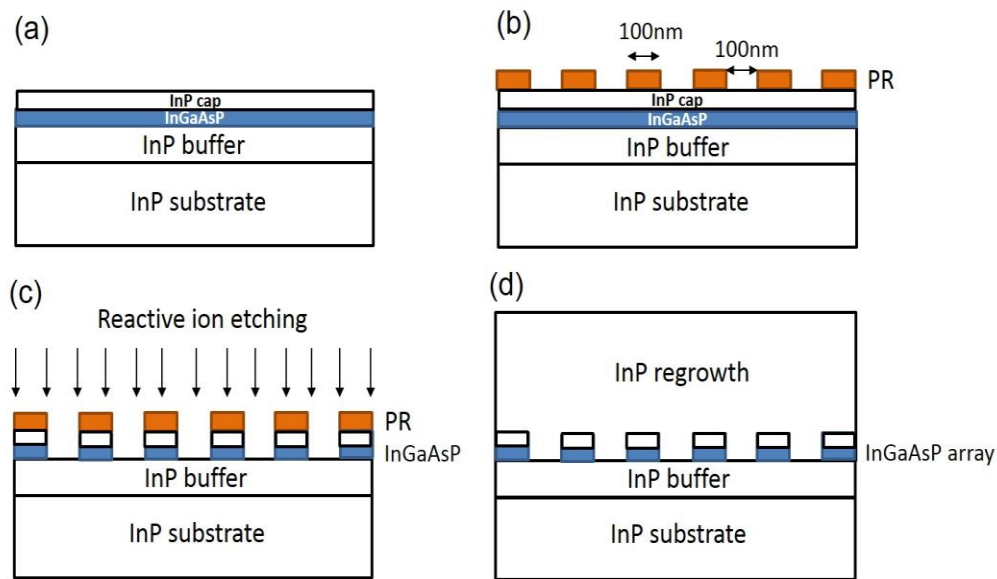 (a)
InP cap
InGaAsP
InP buffer
InP substrate
(b)
100nm
100nm
PR
InP cap
InGaAsP
InP buffer
InP substrate
(c)
Reactive ion etching
PR
InGaAsP
InP buffer
InP substrate
(d)
InP regrowth
InGaAsP array
InP buffer
InP substrate